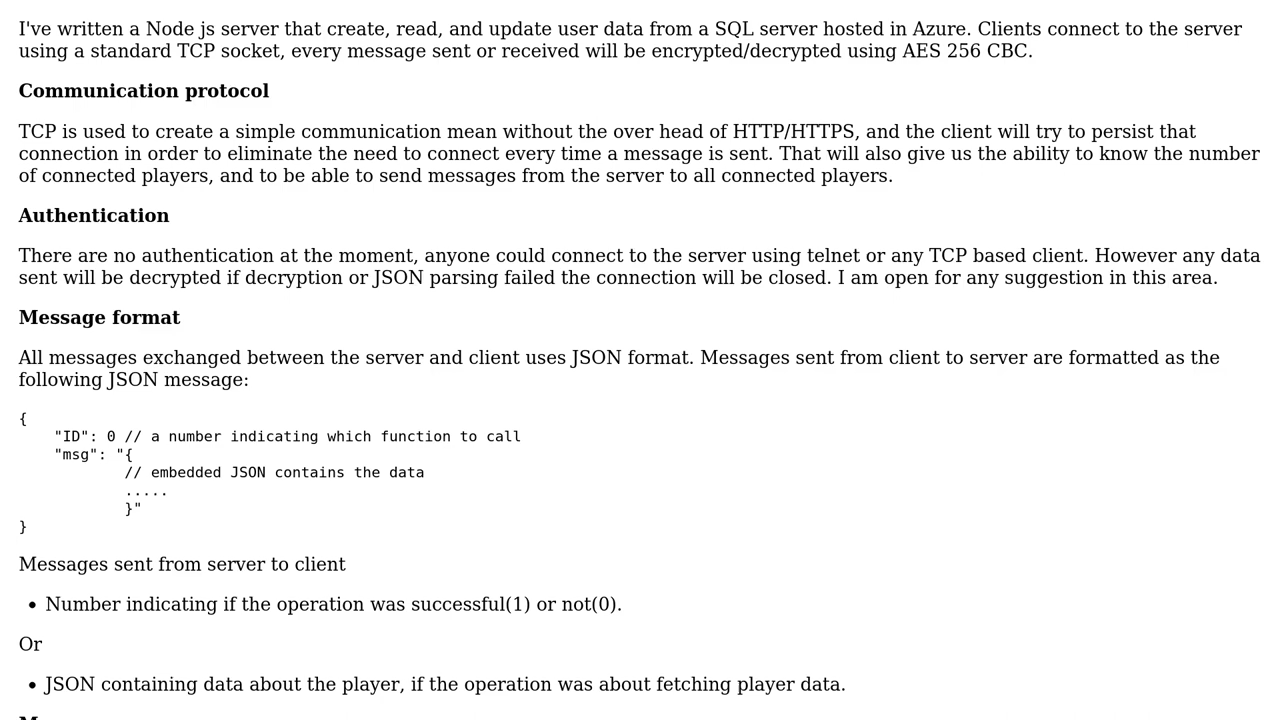 I've written a Node js server that create, read, and update user data from a SQL server hosted in Azure. Clients connect to the server
using a standard TCP socket, every message sent or received will be encrypted/decrypted using AES 256 CBC.
Communication protocol
TCP is used to create a simple communication mean without the over head of HTTP/HTTPS, and the client will try to persist that
connection in order to eliminate the need to connect every time a message is sent. That will also give us the ability to know the number
of connected players, and to be able to send messages from the server to all connected players.
Authentication
There are no authentication at the moment, anyone could connect to the server using telnet or any TCP based client. However any data
sent will be decrypted if decryption or JSON parsing failed the connection will be closed. I am open for any suggestion in this area.
Message format
All messages exchanged between the server and client uses JSON format. Messages sent from client to server are formatted as the
following JSON message:
{
    "ID": 0 // a number indicating which function to call
    "msg": "{
            // embedded JSON contains the data
            .....
            }"
}
Messages sent from server to client
• Number indicating if the operation was successful(1) or not(0).
Or
• JSON containing data about the player, if the operation was about fetching player data.